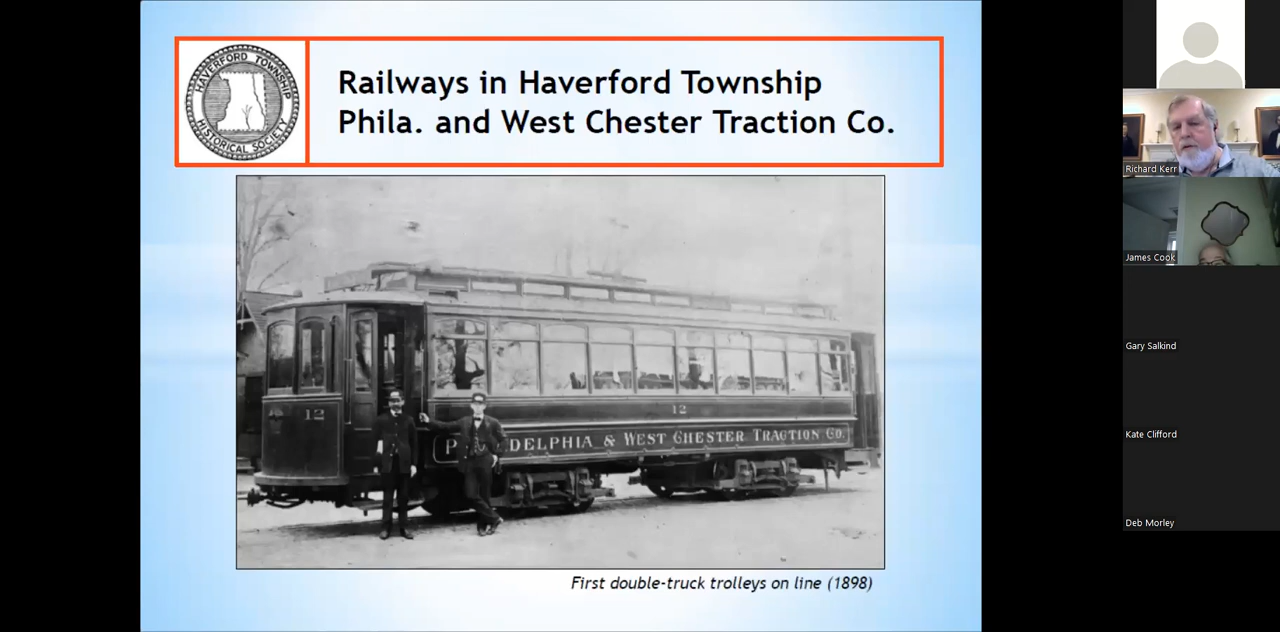 HAVERFORD TOWNSHIP
HISTORICAL SOCIETY
Railways in Haverford Township
Phila. and West Chester Traction Co.
12
12
P DELPHIA & WEST CHESTER TRACTION CO.
First double-truck trolleys on line (1898)
Richard Kerr
James Cook
Gary Salkind
Kate Clifford
Deb Morley